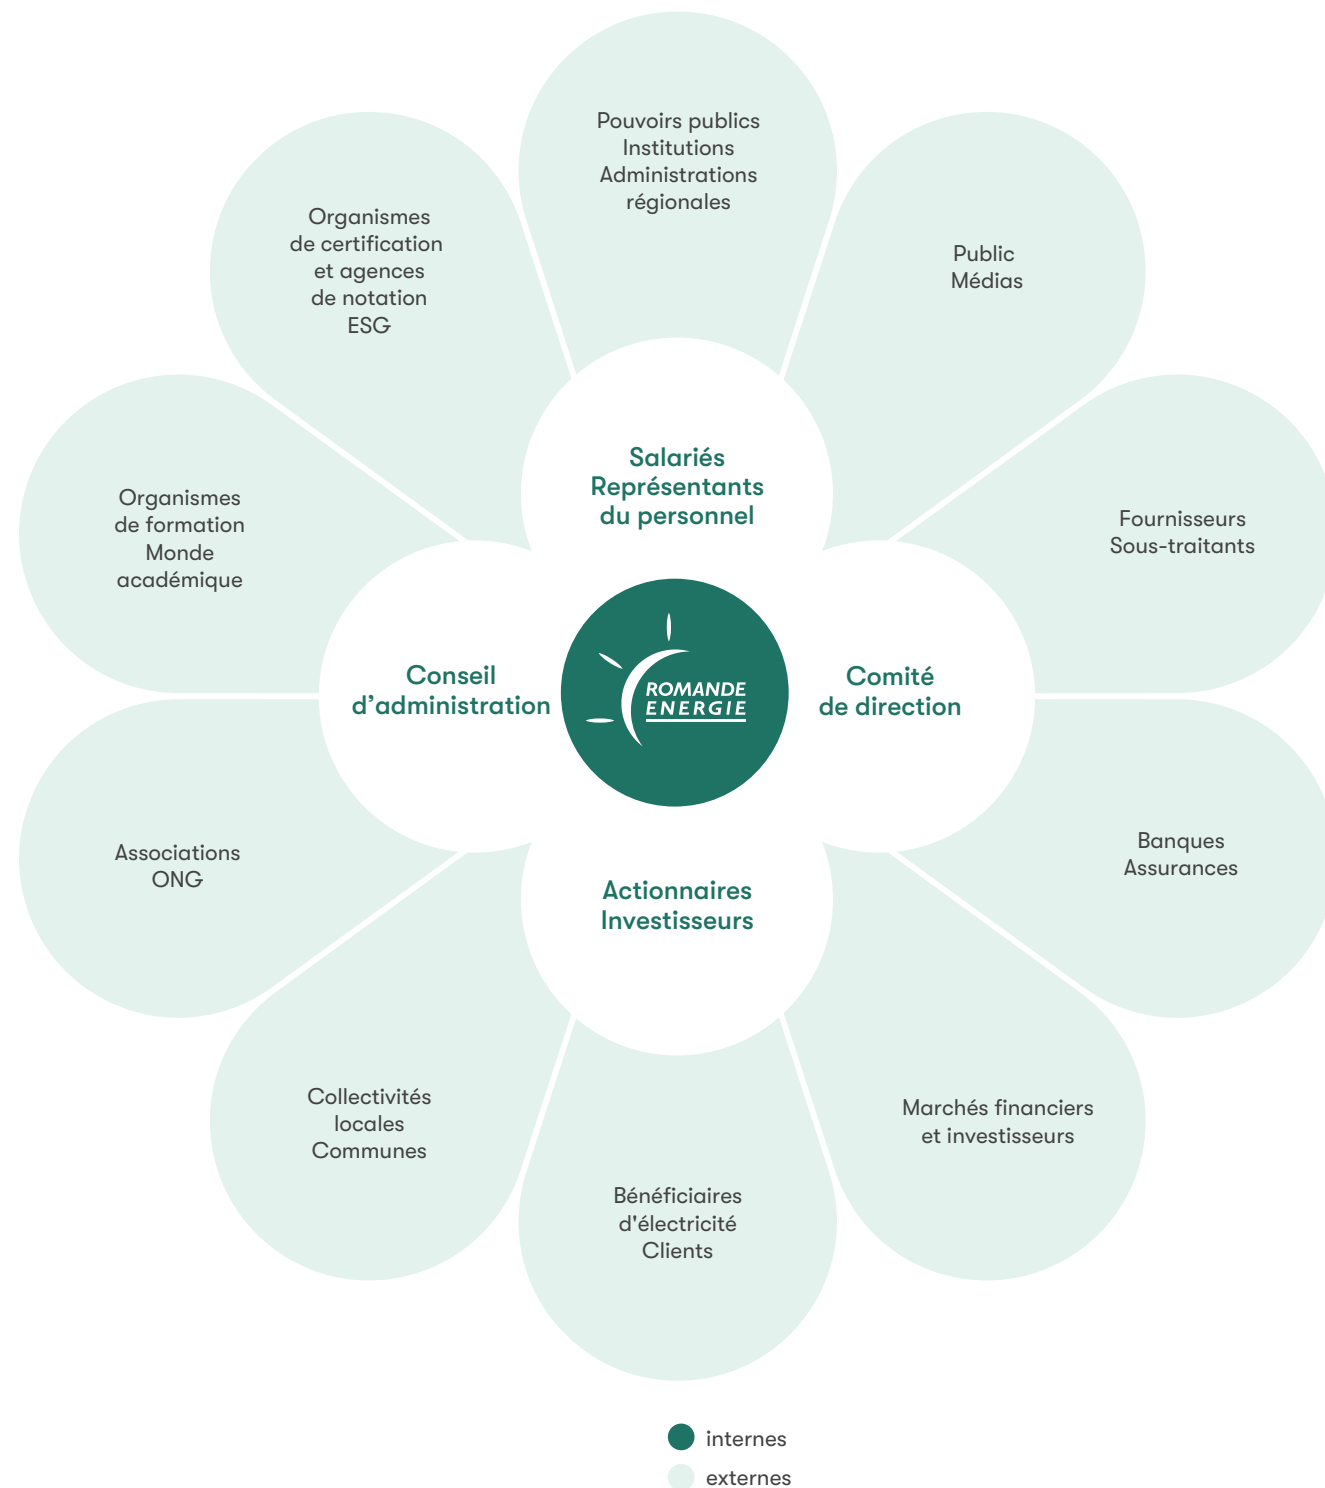 Pouvoirs publics
Institutions
Administrations
régionales
Public
Médias
Organismes
de certification
et agences
de notation
ESG
Fournisseurs
Sous-traitants
Organismes
de formation
Monde
académique
Salariés
Représentants
du personnel
Conseil
d’administration
ROMANDE
ENERGIE
Comité
de direction
Actionnaires
Investisseurs
Banques
Assurances
Associations
ONG
Marchés financiers
et investisseurs
Collectivités
locales
Communes
Bénéficiaires
d'électricité
Clients
internes
externes